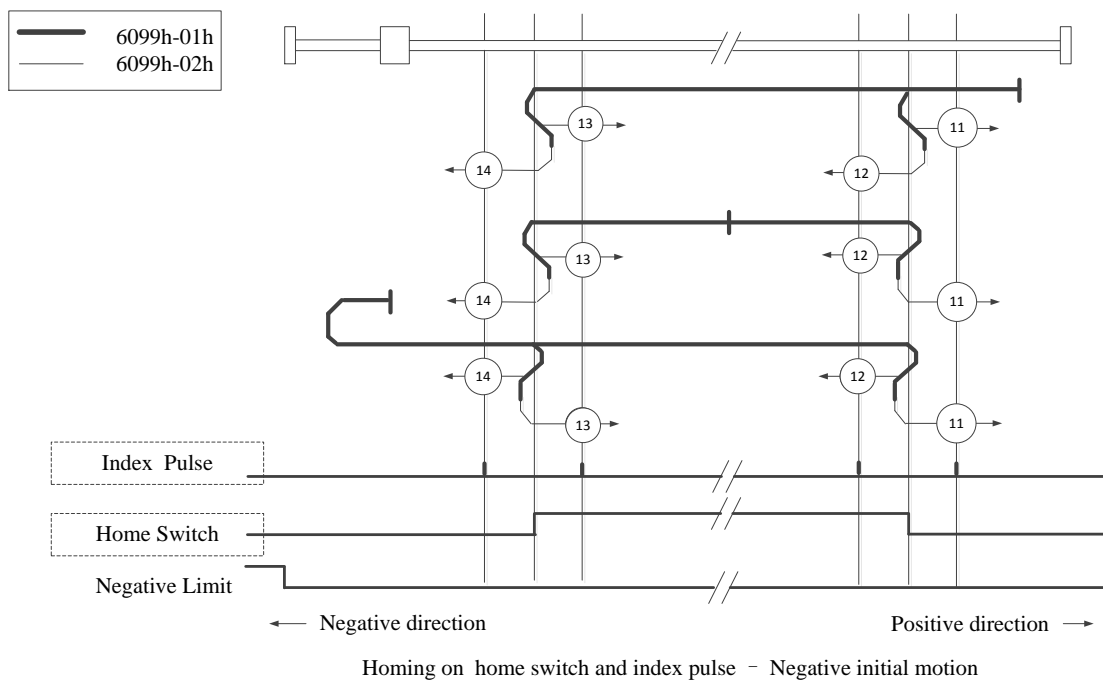 6099h-01h
6099h-02h
13
11
14
12
13
12
14
11
14
12
13
11
Index Pulse
Home Switch
Negative Limit
Negative direction
Positive direction
Homing on home switch and index pulse - Negative initial motion